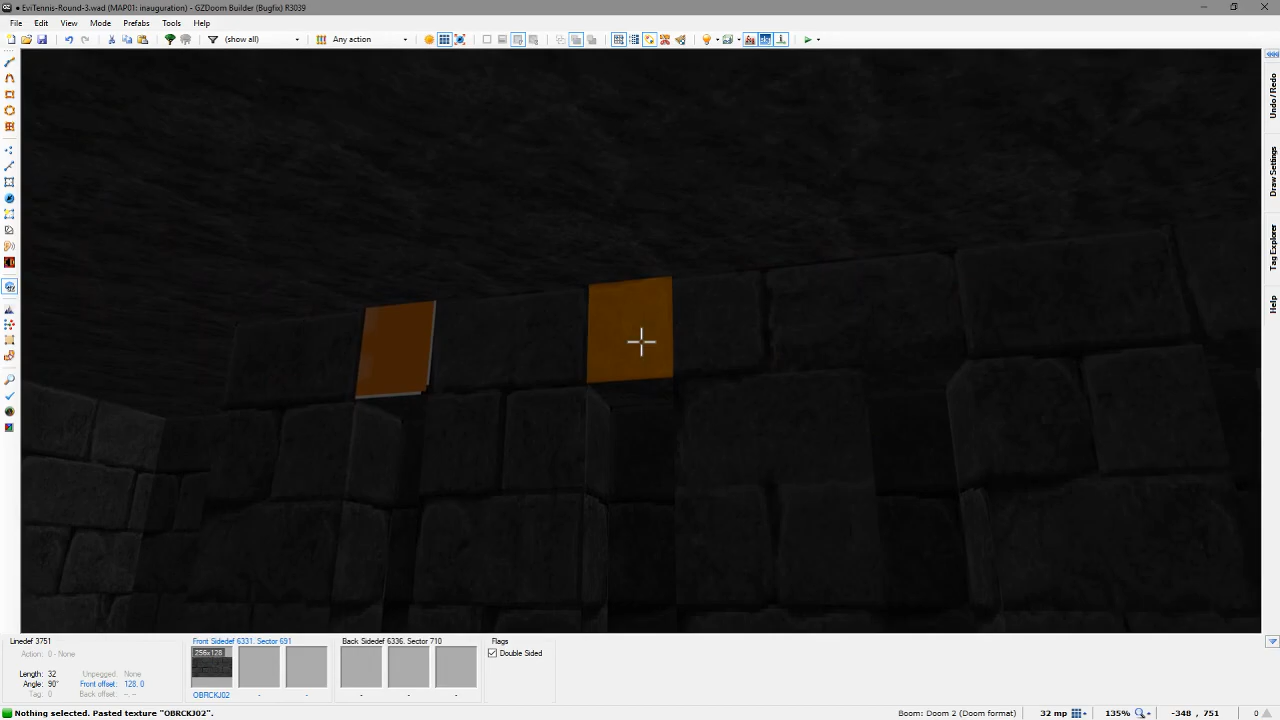 EviTennis-Round-3.wad (MAP01: inauguration) - GZDoom Builder (Bugfix) R3039
File Edit View Mode Prefabs Tools Help
(show all) Any action
Undo / Redo
Draw Settings
Tag Explorer
Help
Linedef 3751
Action: 0 - None
Length: 32
Angle: 90°
Tag: 0
Unpegged: None
Front offset: 128, 0
Back offset: --, --
Front Sidedef 6331. Sector 691
256x128
OBRCKJ02 - -
Back Sidedef 6336. Sector 710
- - -
Flags
Double Sided
Nothing selected. Pasted texture "OBRCKJ02". Boom: Doom 2 (Doom format) 32 mp 135% -348 , 751 0